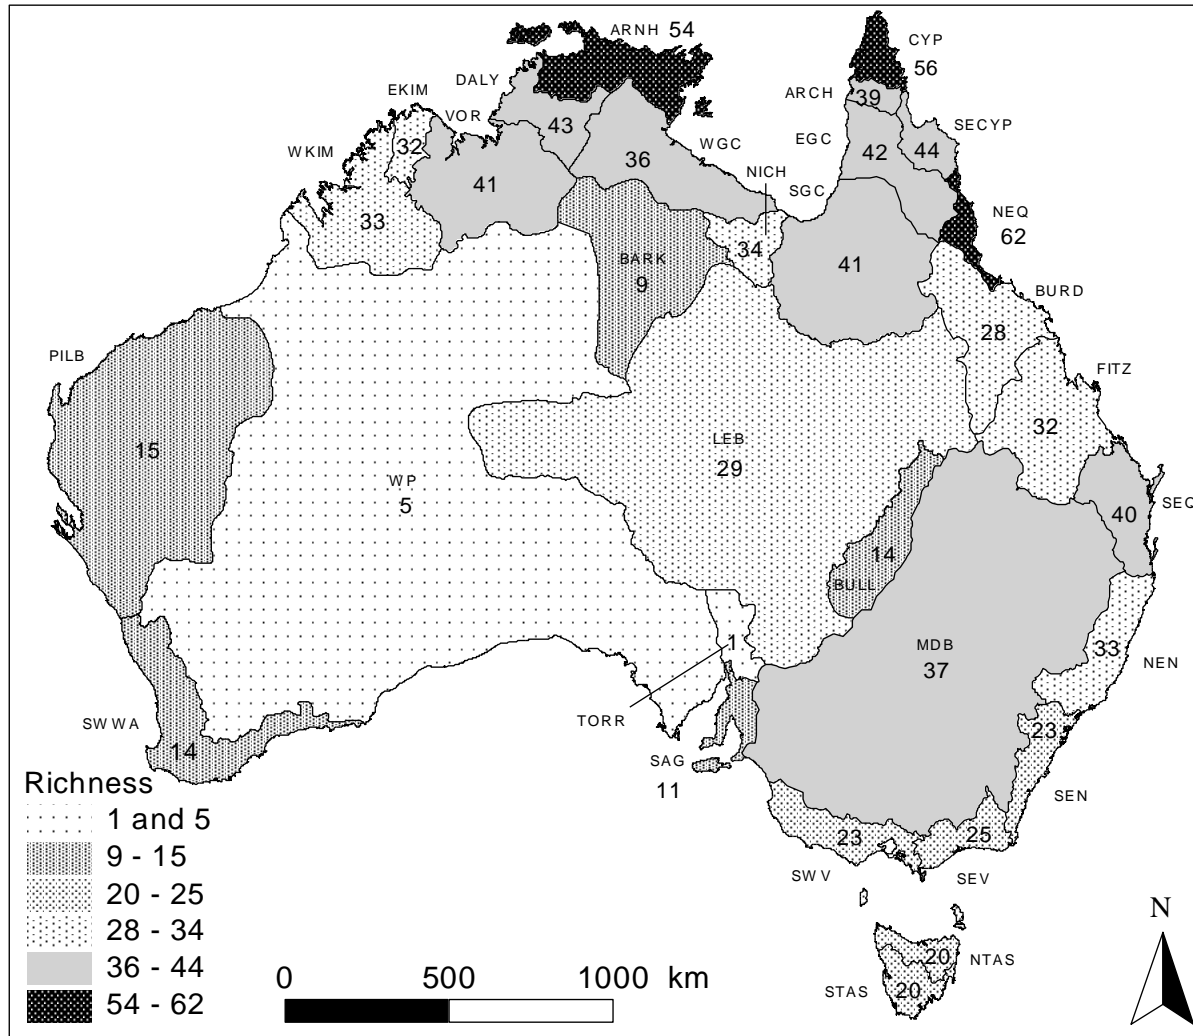 ARNH 54
CYP
56
DALY
EKIM
VOR
ARCH
39
SECYP
WKIM
32
43
WGC
EGC
44
36
42
NICH
41
SGC
NEQ
62
33
34
BARK
9
41
BURD
28
PILB
FITZ
15
LEB
29
32
WP
5
SEQ
40
14
BULL
1
MDB
37
33
NEN
TORR
SWWA
14
SAG
11
23
SEN
Richness
1 and 5
9 - 15
20 - 25
28 - 34
36 - 44
54 - 62
23
25
SWV
SEV
20
NTAS
STAS
20
0 500 1000 km
N